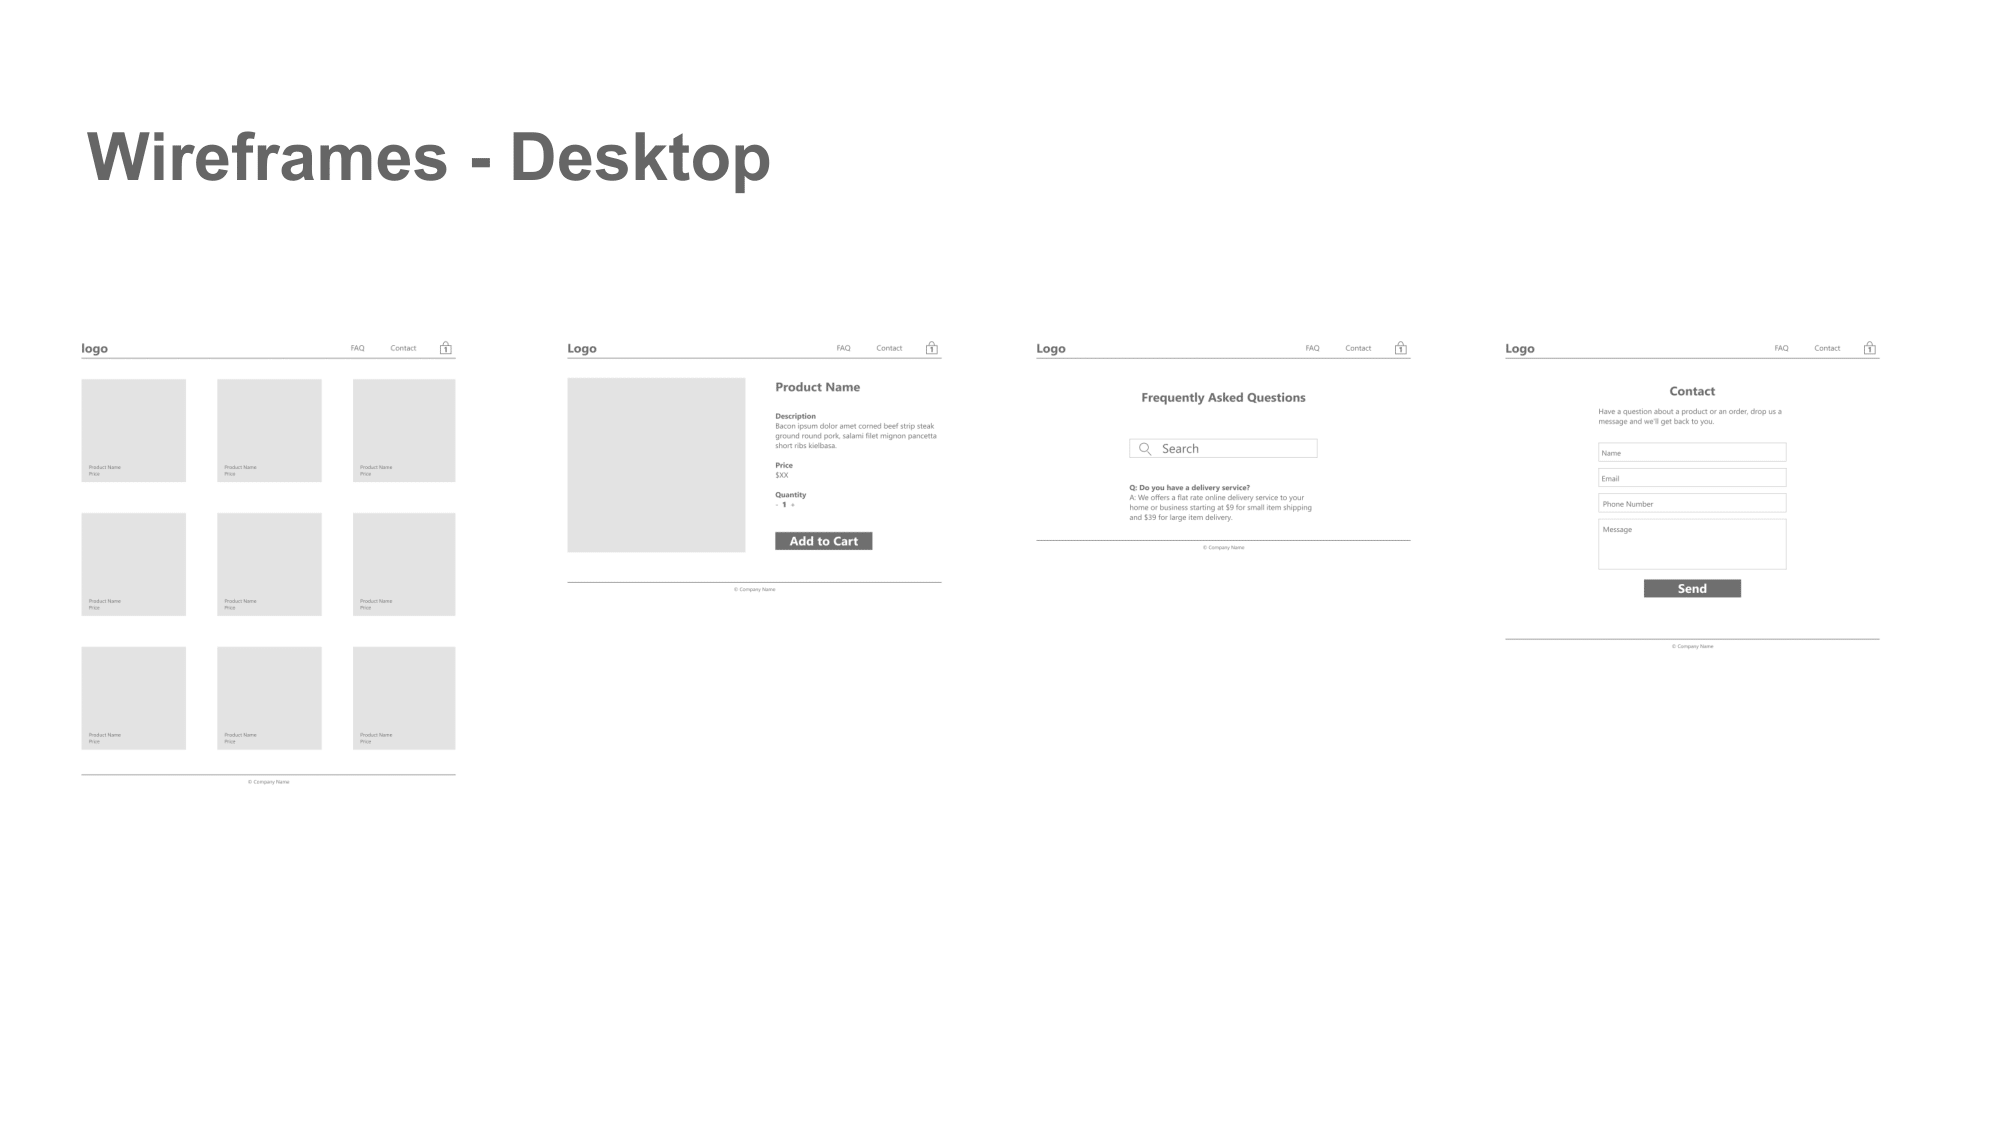 Wireframes - Desktop
logo
FAQ
Contact
1
Product Name
Price
Product Name
Price
Product Name
Price
Product Name
Price
Product Name
Price
Product Name
Price
Product Name
Price
Product Name
Price
Product Name
Price
© Company Name
Logo
FAQ
Contact
1
Product Name
Description
Bacon ipsum dolor amet corned beef strip steak
ground round pork, salami filet mignon pancetta
short ribs kielbasa.
Price
$XX
Quantity
- 1 +
Add to Cart
© Company Name
Logo
FAQ
Contact
1
Frequently Asked Questions
Search
Q: Do you have a delivery service?
A: We offers a flat rate online delivery service to your
home or business starting at $9 for small item shipping
and $39 for large item delivery.
© Company Name
Logo
FAQ
Contact
1
Contact
Have a question about a product or an order, drop us a
message and we'll get back to you.
Name
Email
Phone Number
Message
Send
© Company Name